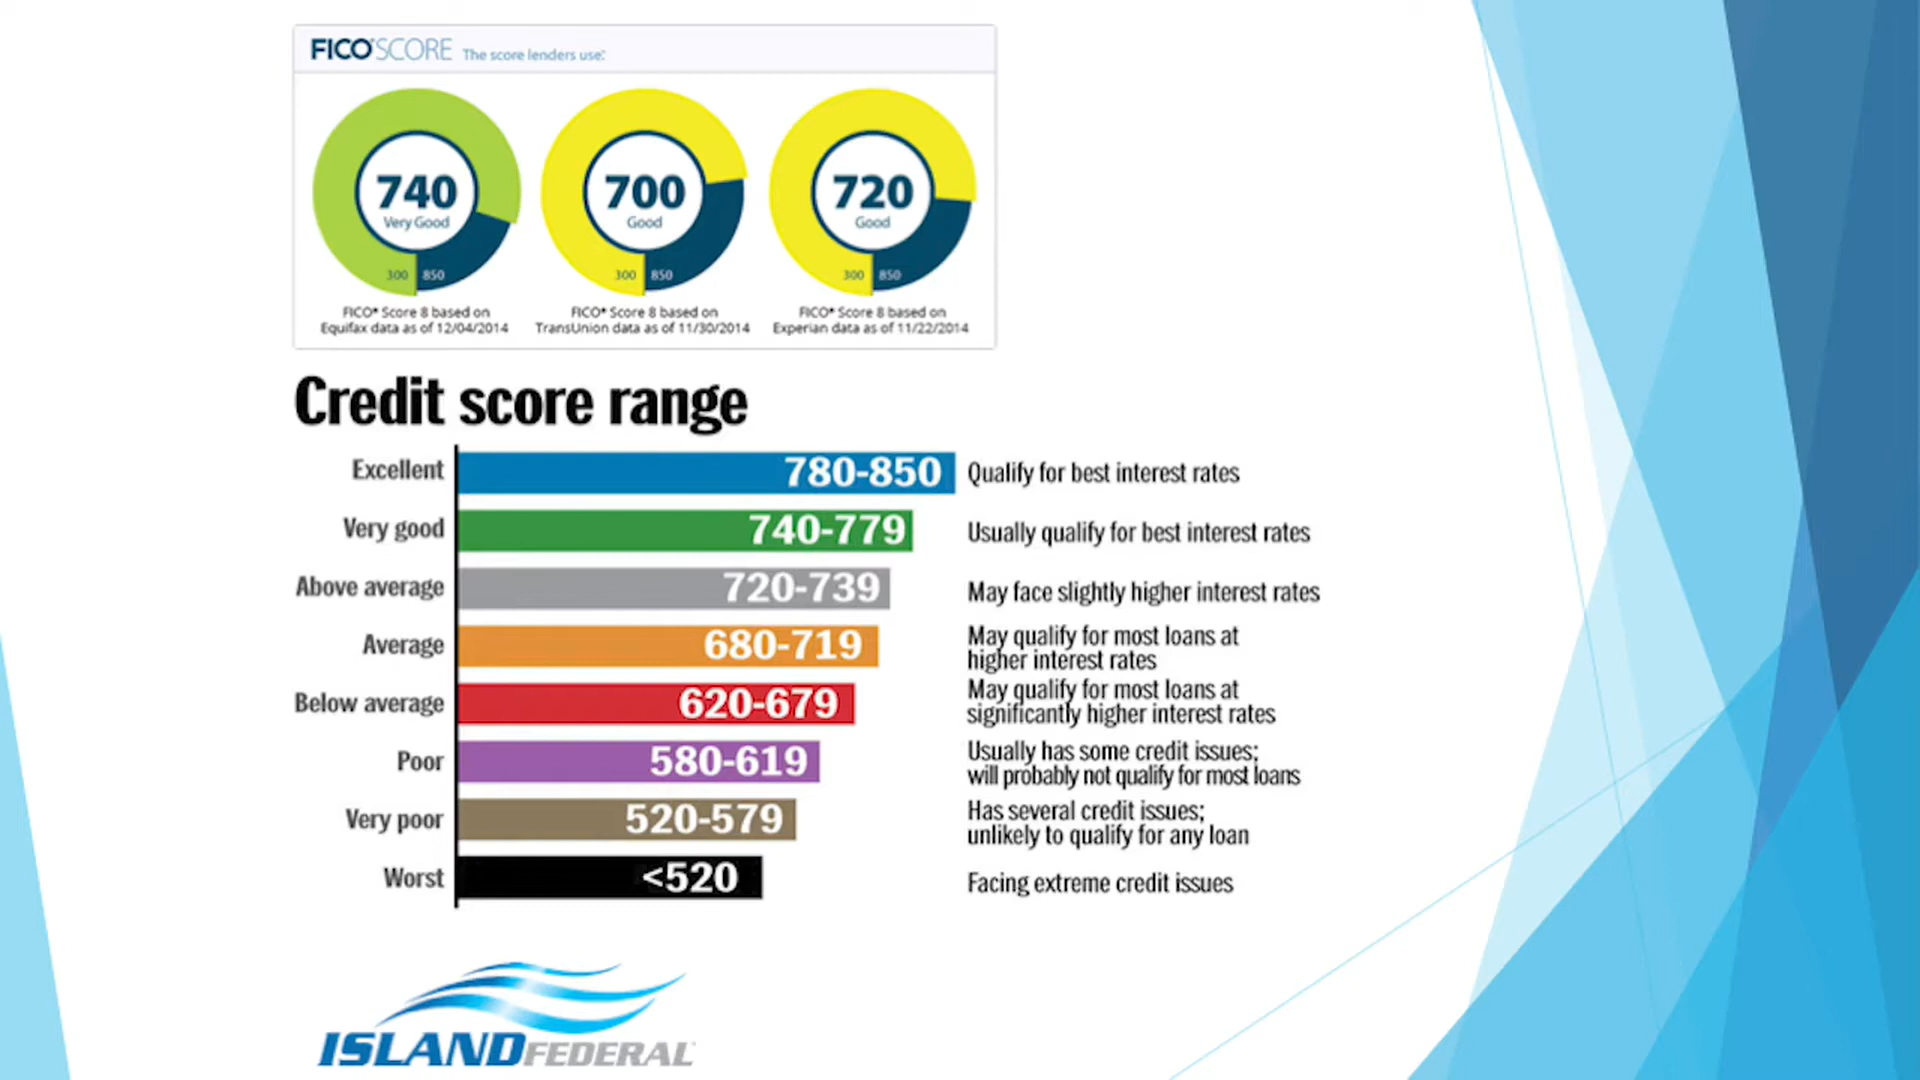 FICO® SCORE The score lenders use.®
740
Very Good
300 850
FICO® Score 8 based on
Equifax data as of 12/04/2014
700
Good
300 850
FICO® Score 8 based on
TransUnion data as of 11/30/2014
720
Good
300 850
FICO® Score 8 based on
Experian data as of 11/22/2014
Credit score range
Excellent 780-850 Qualify for best interest rates
Very good 740-779 Usually qualify for best interest rates
Above average 720-739 May face slightly higher interest rates
Average 680-719 May qualify for most loans at
higher interest rates
Below average 620-679 May qualify for most loans at
significantly higher interest rates
Poor 580-619 Usually has some credit issues;
will probably not qualify for most loans
Very poor 520-579 Has several credit issues;
unlikely to qualify for any loan
Worst <520 Facing extreme credit issues
ISLAND FEDERAL